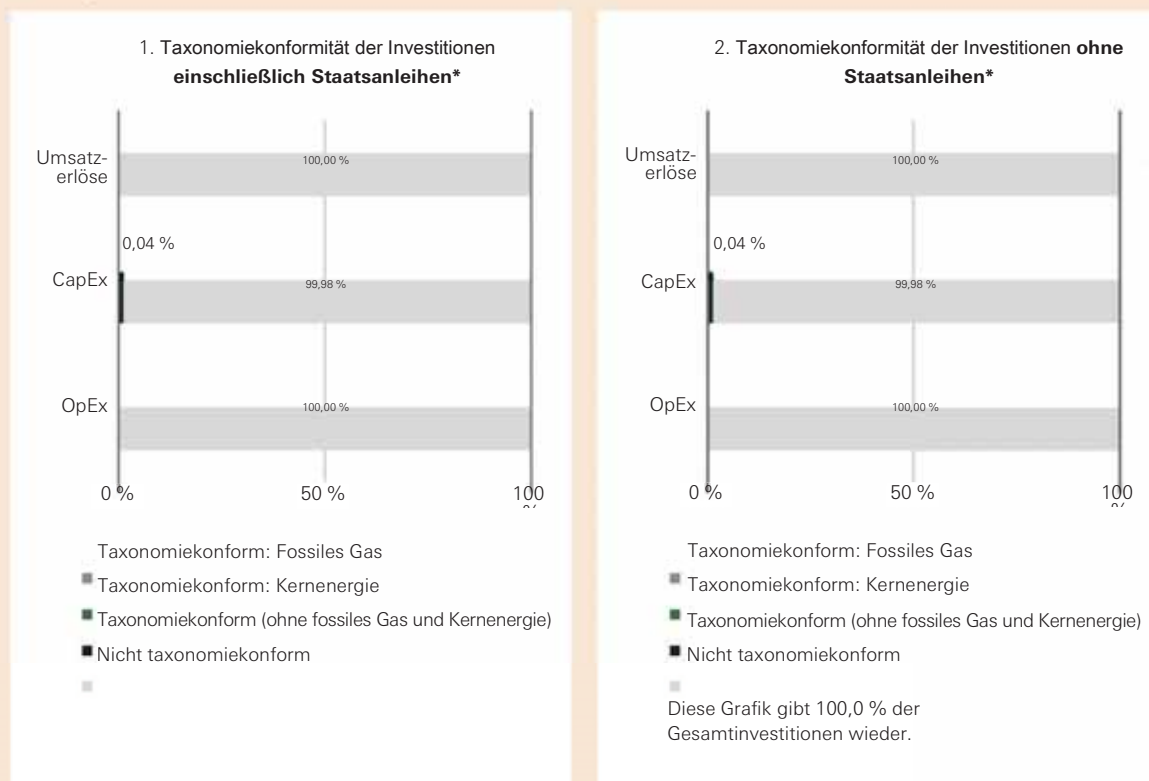 1. Taxonomiekonformität der Investitionen
einschließlich Staatsanleihen*
Umsatz-
erlöse
100,00 %
0,04 %
CapEx
99,98 %
OpEx
100,00 %
0 %
50 %
100
%
Taxonomiekonform: Fossiles Gas
Taxonomiekonform: Kernenergie
Taxonomiekonform (ohne fossiles Gas und Kernenergie)
Nicht taxonomiekonform
2. Taxonomiekonformität der Investitionen ohne
Staatsanleihen*
Umsatz-
erlöse
100,00 %
0,04 %
CapEx
99,98 %
OpEx
100,00 %
0 %
50 %
100
%
Taxonomiekonform: Fossiles Gas
Taxonomiekonform: Kernenergie
Taxonomiekonform (ohne fossiles Gas und Kernenergie)
Nicht taxonomiekonform
Diese Grafik gibt 100,0 % der
Gesamtinvestitionen wieder.